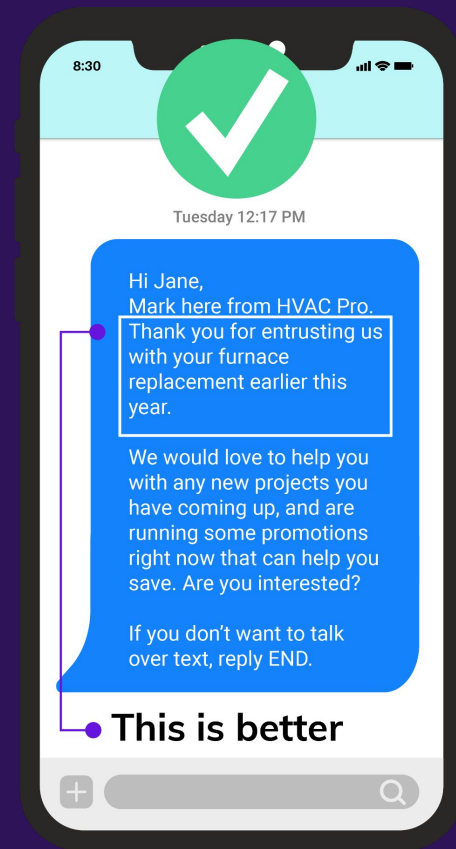 8:30
Tuesday 12:17 PM
Hi Jane,
Mark here from HVAC Pro.
Thank you for entrusting us
with your furnace
replacement earlier this
year.
We would love to help you
with any new projects you
have coming up, and are
running some promotions
right now that can help you
save. Are you interested?
If you don’t want to talk
over text, reply END.
This is better